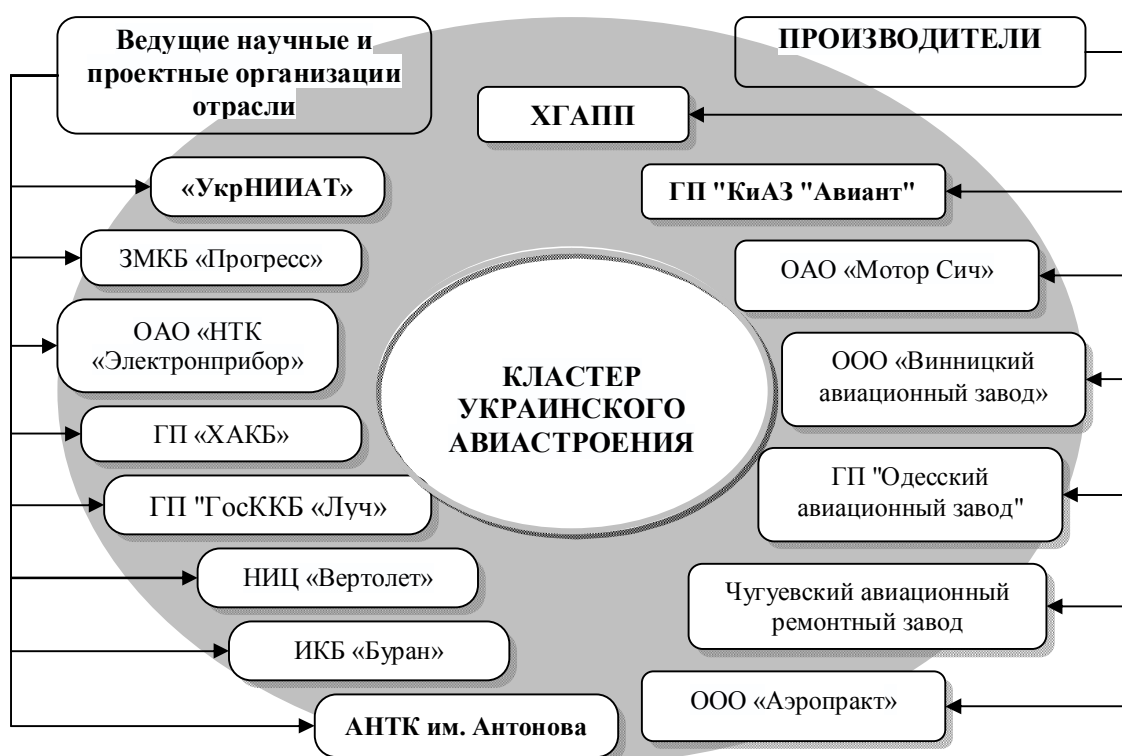 Ведущие научные и
проектные организации
отрасли
ПРОИЗВОДИТЕЛИ
ХГАПП
«УкрНИИАТ»
ГП "КиАЗ "Авиант"
ЗМКБ «Прогресс»
ОАО «Мотор Сич»
ОАО «НТК
«Электронприбор»
ООО «Винницкий
авиационный завод»
КЛАСТЕР
УКРАИНСКОГО
АВИАСТРОЕНИЯ
ГП «ХАКБ»
ГП "ГосККБ «Луч»
ГП "Одесский
авиационный завод"
НИЦ «Вертолет»
Чугуевский авиационный
ремонтный завод
ИКБ «Буран»
ООО «Аэропракт»
АНТК им. Антонова